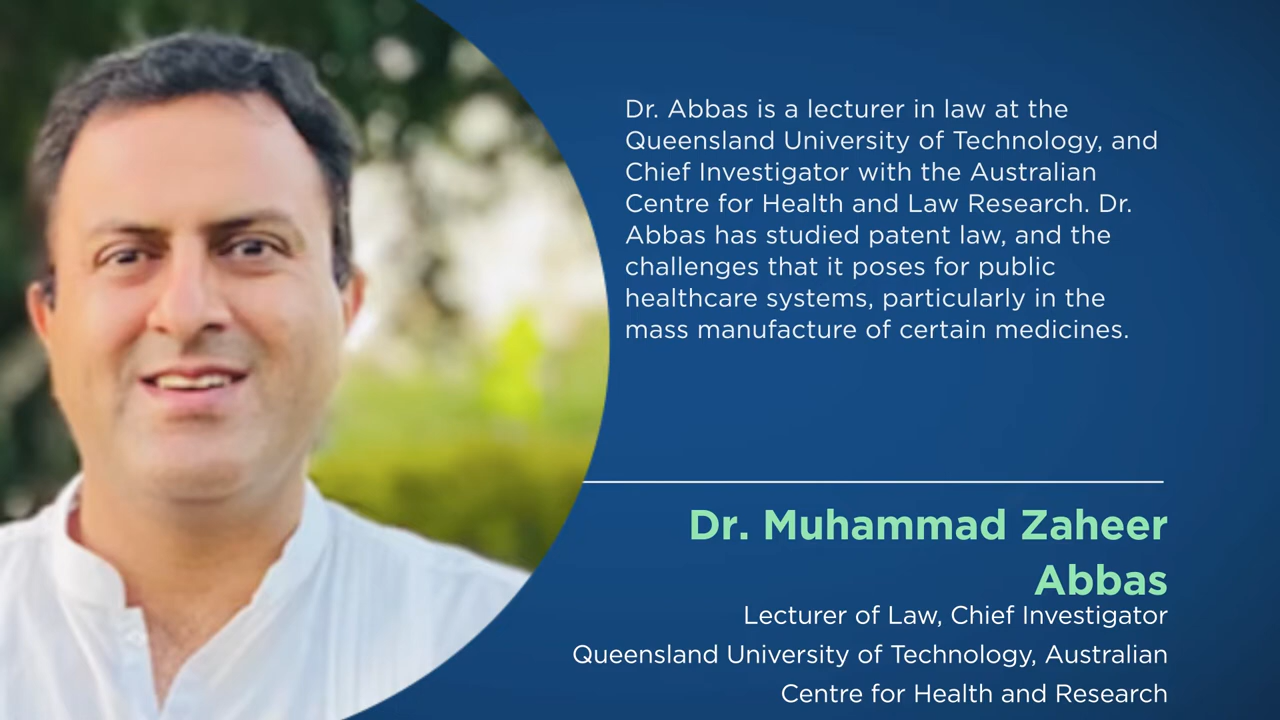 Dr. Abbas is a lecturer in law at the
Queensland University of Technology, and
Chief Investigator with the Australian
Centre for Health and Law Research. Dr.
Abbas has studied patent law, and the
challenges that it poses for public
healthcare systems, particularly in the
mass manufacture of certain medicines.
Dr. Muhammad Zaheer
Abbas
Lecturer of Law, Chief Investigator
Queensland University of Technology, Australian
Centre for Health and Research